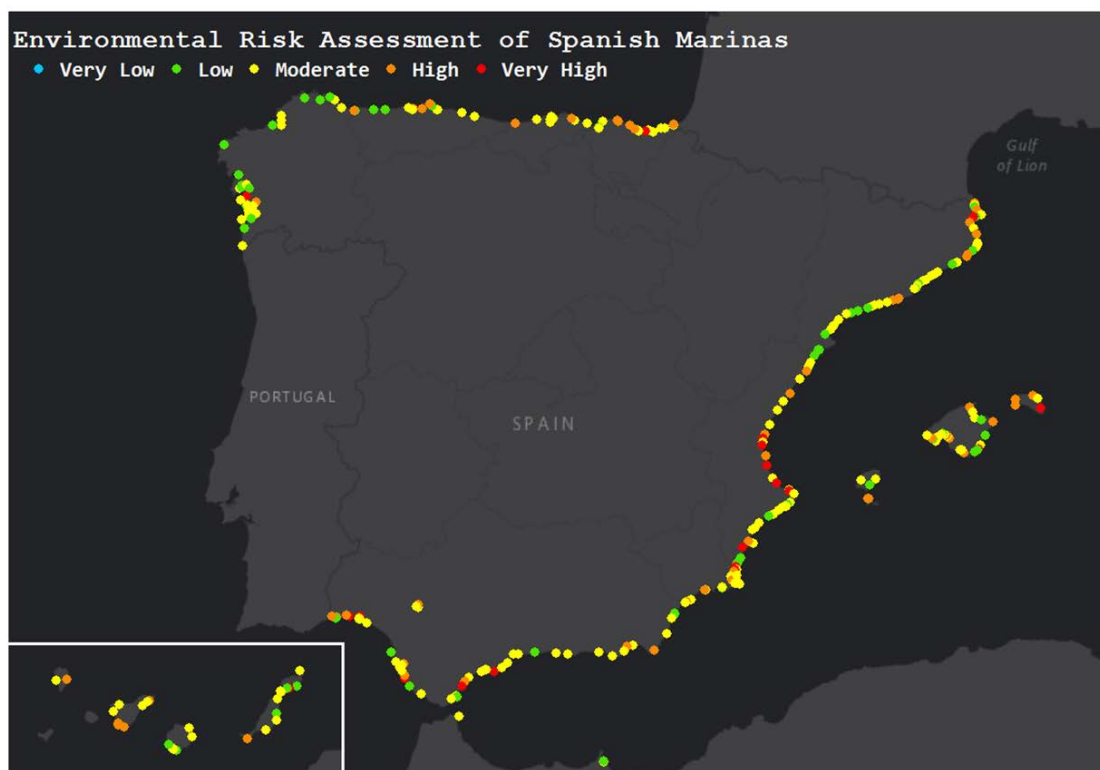 Environmental Risk Assessment of Spanish Marinas
Very Low Low Moderate High Very High
Gulf
of Lion
PORTUGAL
SPAIN